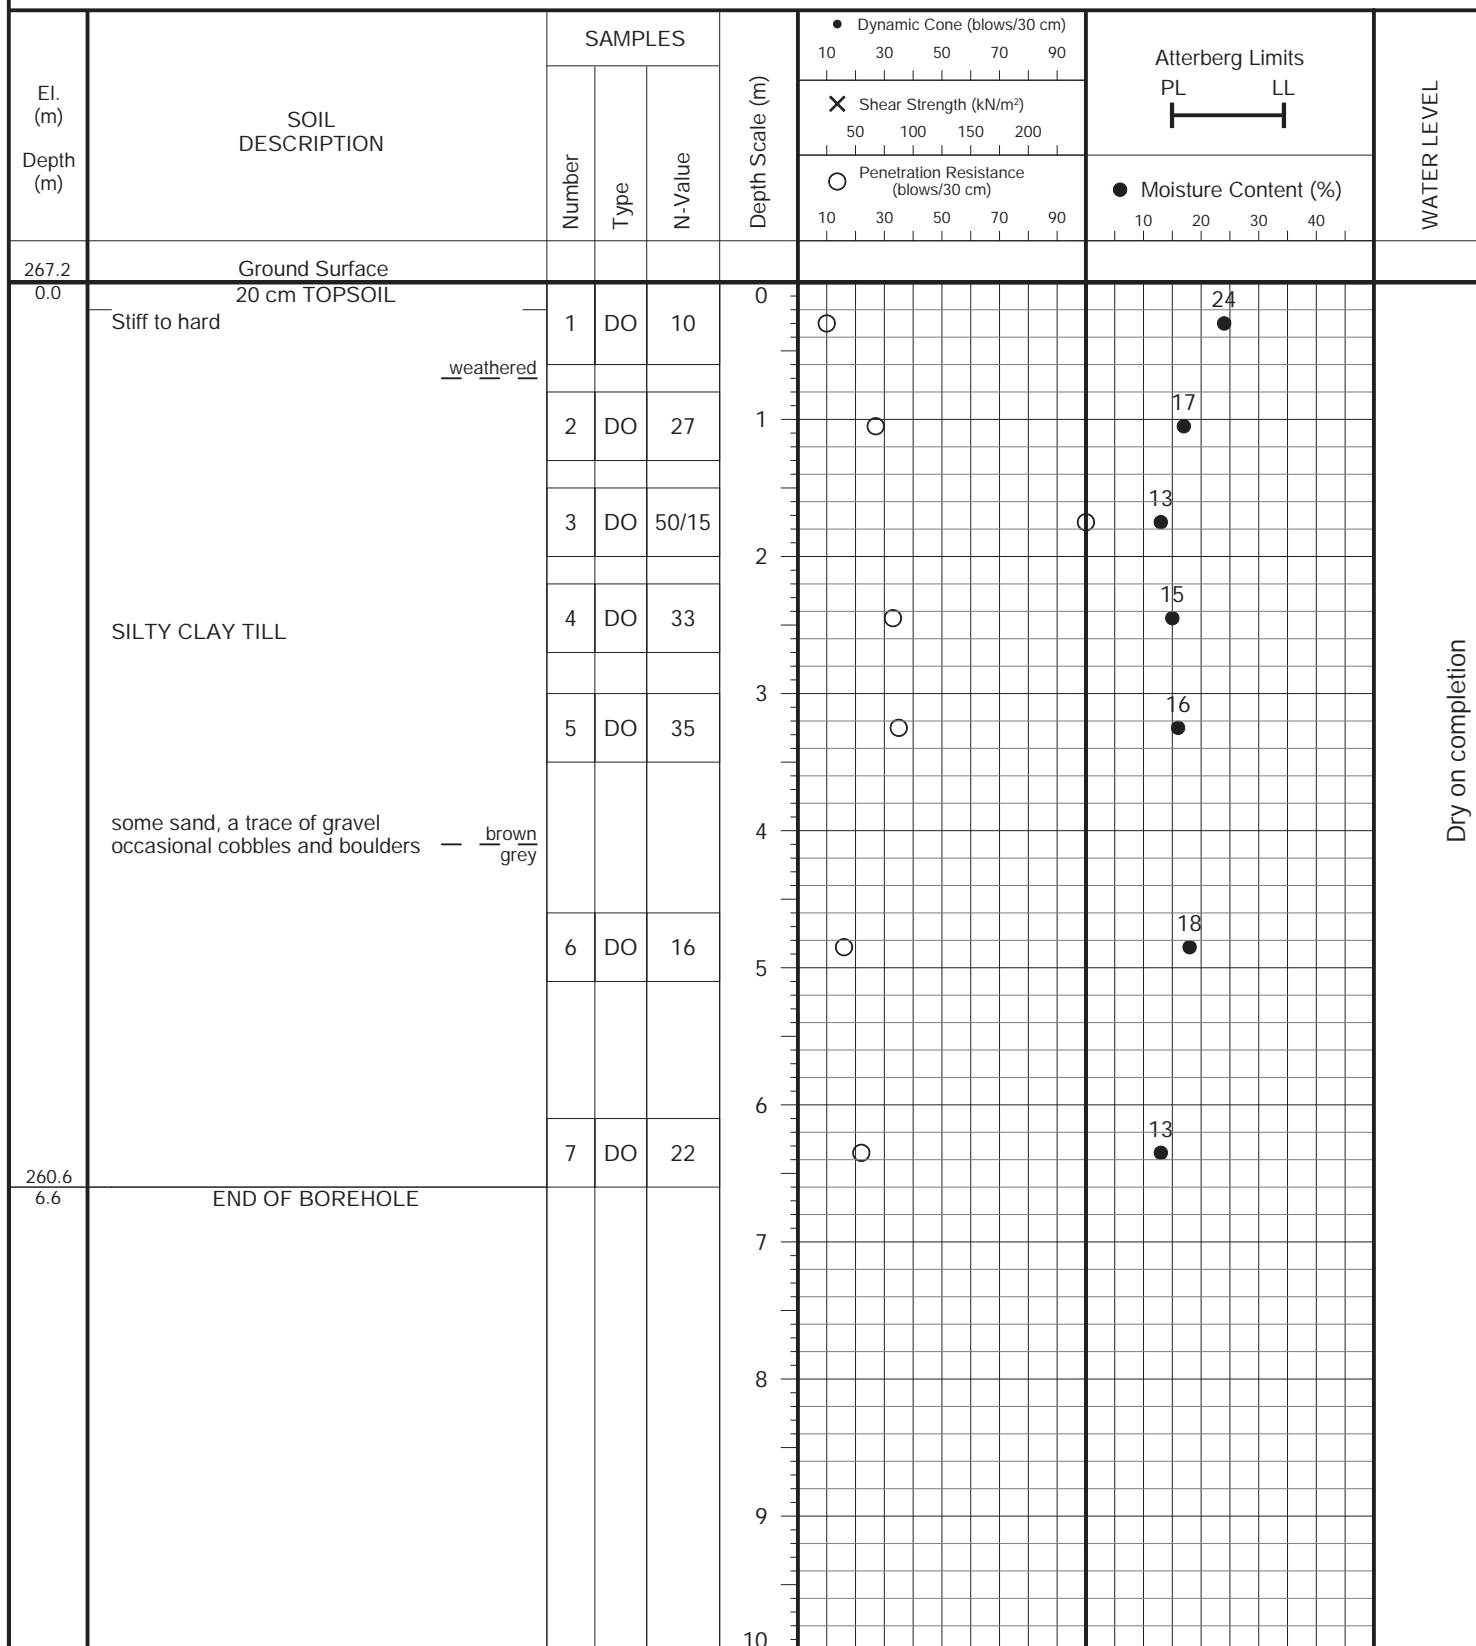 El.
(m)
Depth
(m)
SOIL
DESCRIPTION
SAMPLES
Number
Type
N-Value
Depth Scale (m)
Dynamic Cone (blows/30 cm)
10 30 50 70 90
Shear Strength (kN/m²)
50 100 150 200
Penetration Resistance
(blows/30 cm)
10 30 50 70 90
Atterberg Limits
PL LL
Moisture Content (%)
10 20 30 40
WATER LEVEL
267.2 Ground Surface
0.0 20 cm TOPSOIL 0
24
Stiff to hard 1 DO 10
weathered
17
1
2 DO 27
13
3 DO 50/15
2
15
4 DO 33
SILTY CLAY TILL
3
16
5 DO 35
some sand, a trace of gravel
occasional cobbles and boulders
brown
grey
4
18
6 DO 16
5
6
13
7 DO 22
260.6
6.6 END OF BOREHOLE
7
8
9
10
Dry on completion